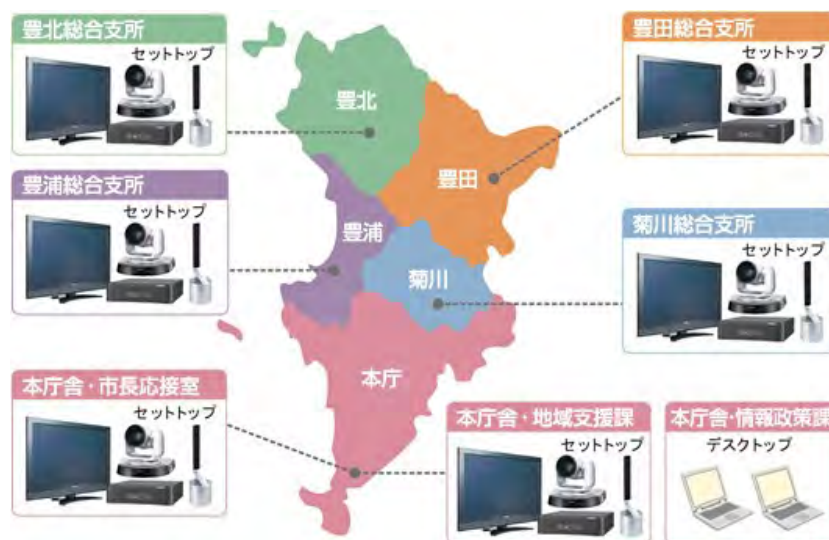 豊北総合支所
セットトップ
豊田総合支所
セットトップ
豊北
豊田
豊浦総合支所
セットトップ
豊浦
菊川総合支所
セットトップ
菊川
本庁
本庁舎・市長応接室
セットトップ
本庁舎・地域支援課
セットトップ
本庁舎・情報政策課
デスクトップ